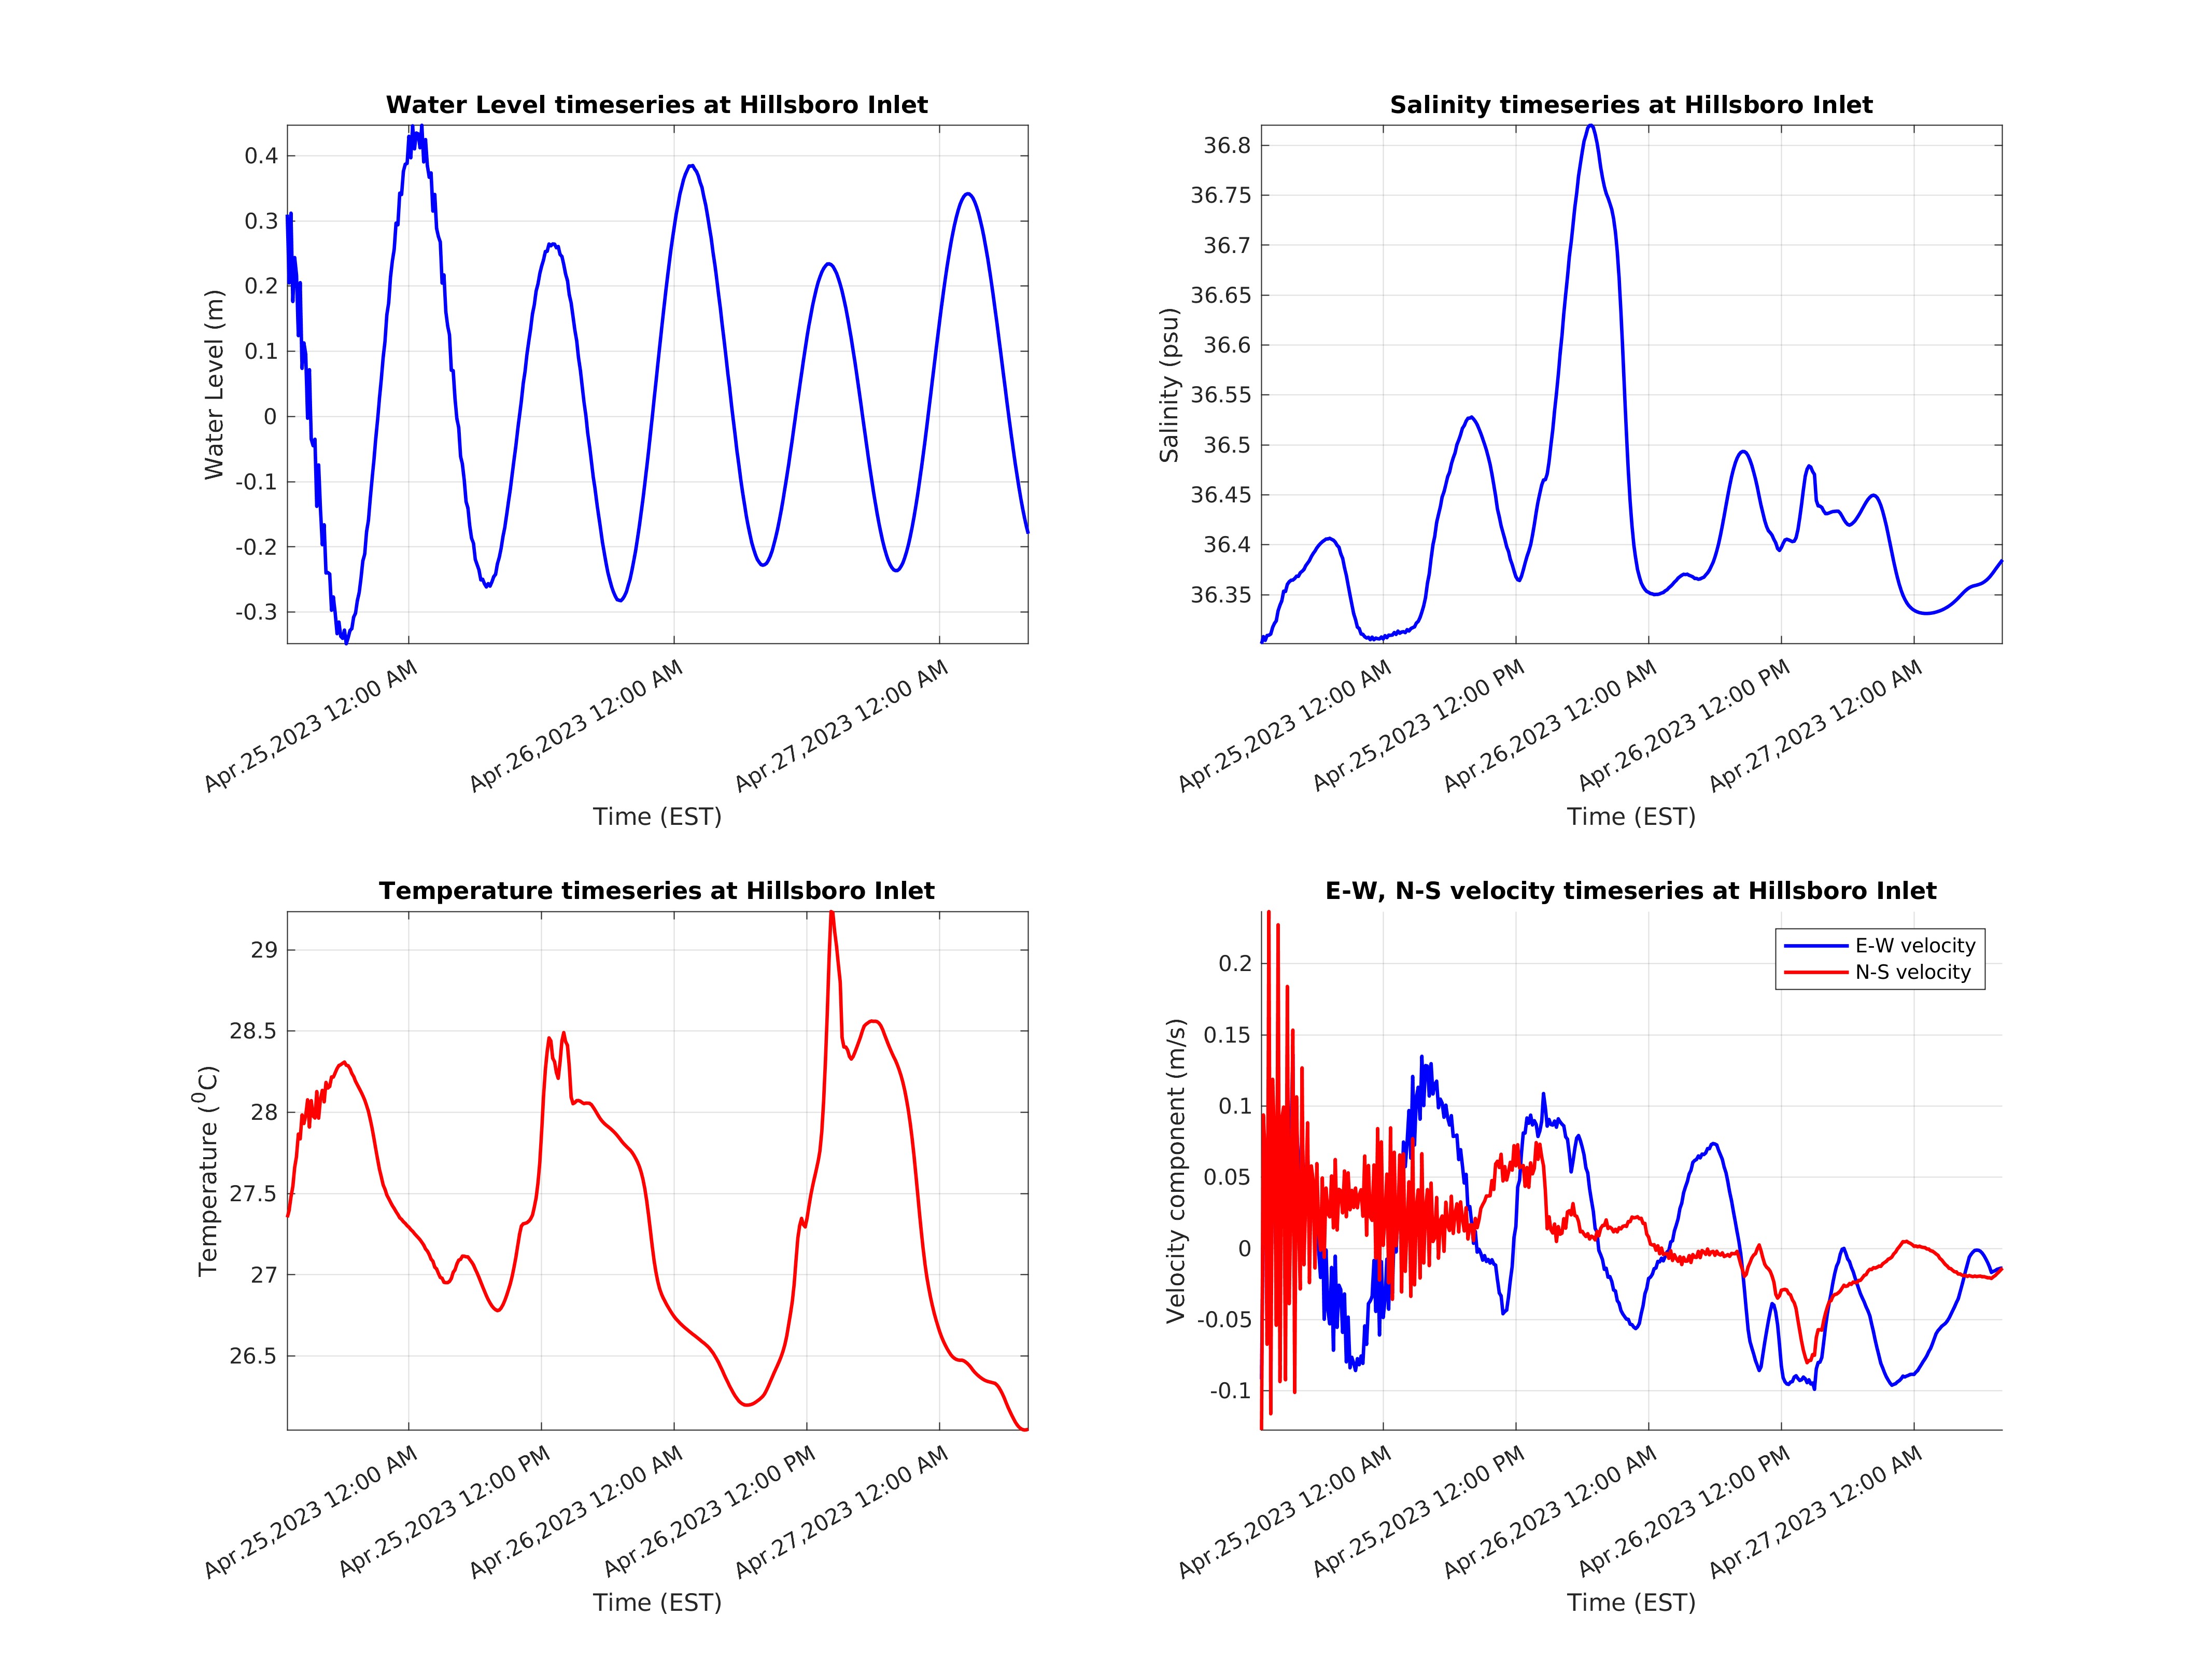 Water Level timeseries at Hillsboro Inlet
Water Level (m)
0.4
0.3
0.2
0.1
0
-0.1
-0.2
-0.3
Apr.25,2023 12:00 AM
Apr.26,2023 12:00 AM
Apr.27,2023 12:00 AM
Time (EST)
Salinity timeseries at Hillsboro Inlet
Salinity (psu)
36.8
36.75
36.7
36.65
36.6
36.55
36.5
36.45
36.4
36.35
Apr.25,2023 12:00 AM
Apr.25,2023 12:00 PM
Apr.26,2023 12:00 AM
Apr.26,2023 12:00 PM
Apr.27,2023 12:00 AM
Time (EST)
Temperature timeseries at Hillsboro Inlet
Temperature (⁰C)
29
28.5
28
27.5
27
26.5
Apr.25,2023 12:00 AM
Apr.25,2023 12:00 PM
Apr.26,2023 12:00 AM
Apr.26,2023 12:00 PM
Apr.27,2023 12:00 AM
Time (EST)
E-W, N-S velocity timeseries at Hillsboro Inlet
Velocity component (m/s)
0.2
0.15
0.1
0.05
0
-0.05
-0.1
E-W velocity
N-S velocity
Apr.25,2023 12:00 AM
Apr.25,2023 12:00 PM
Apr.26,2023 12:00 AM
Apr.26,2023 12:00 PM
Apr.27,2023 12:00 AM
Time (EST)